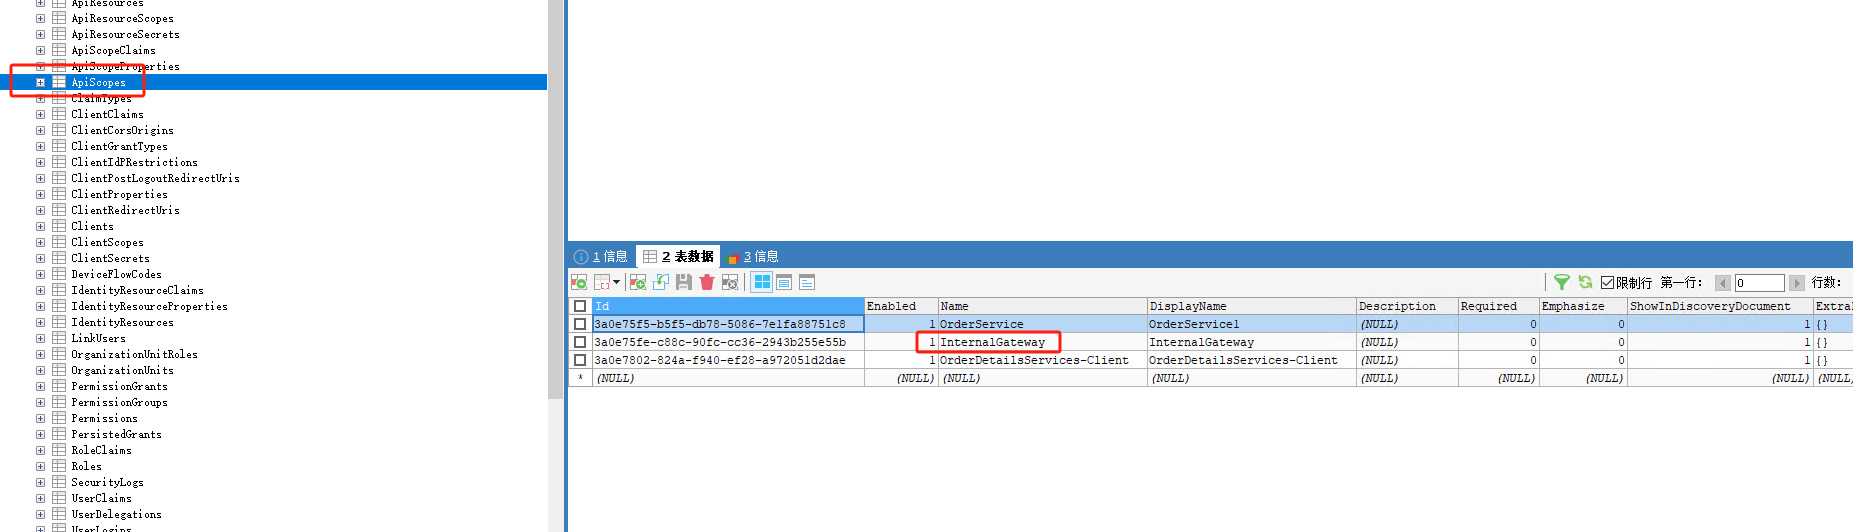 ApiResources
ApiResourceScopes
ApiResourceSecrets
ApiScopeClaims
ApiScopeProperties
ApiScopes
ClaimTypes
ClientClaims
ClientCorsOrigins
ClientGrantTypes
ClientIdPRestrictions
ClientPostLogoutRedirectUris
ClientProperties
ClientRedirectUris
Clients
ClientScopes
ClientSecrets
DeviceFlowCodes
IdentityResourceClaims
IdentityResourceProperties
IdentityResources
LinkUsers
OrganizationUnitRoles
OrganizationUnits
PermissionGrants
PermissionGroups
Permissions
PersistedGrants
RoleClaims
Roles
SecurityLogs
UserClaims
UserDelegations
UserLogins
1 信息 2 表数据 3 信息
限制行 第一行: 0 行数:
Id Enabled Name DisplayName Description Required Emphasize ShowInDiscoveryDocument Extra
3a0e75f5-b5f5-db78-5086-7e1fa88751c8 1 OrderService OrderService1 (NULL) 0 0 1 {}
3a0e75fe-c88c-90fc-cc36-2943b255e55b 1 InternalGateway InternalGateway (NULL) 0 0 1 {}
3a0e7802-824a-f940-ef28-a972051d2dae 1 OrderDetailsServices-Client OrderDetailsServices-Client (NULL) 0 0 1 {}
* (NULL) (NULL) (NULL) (NULL) (NULL) (NULL) (NULL) (NULL) (NULL)